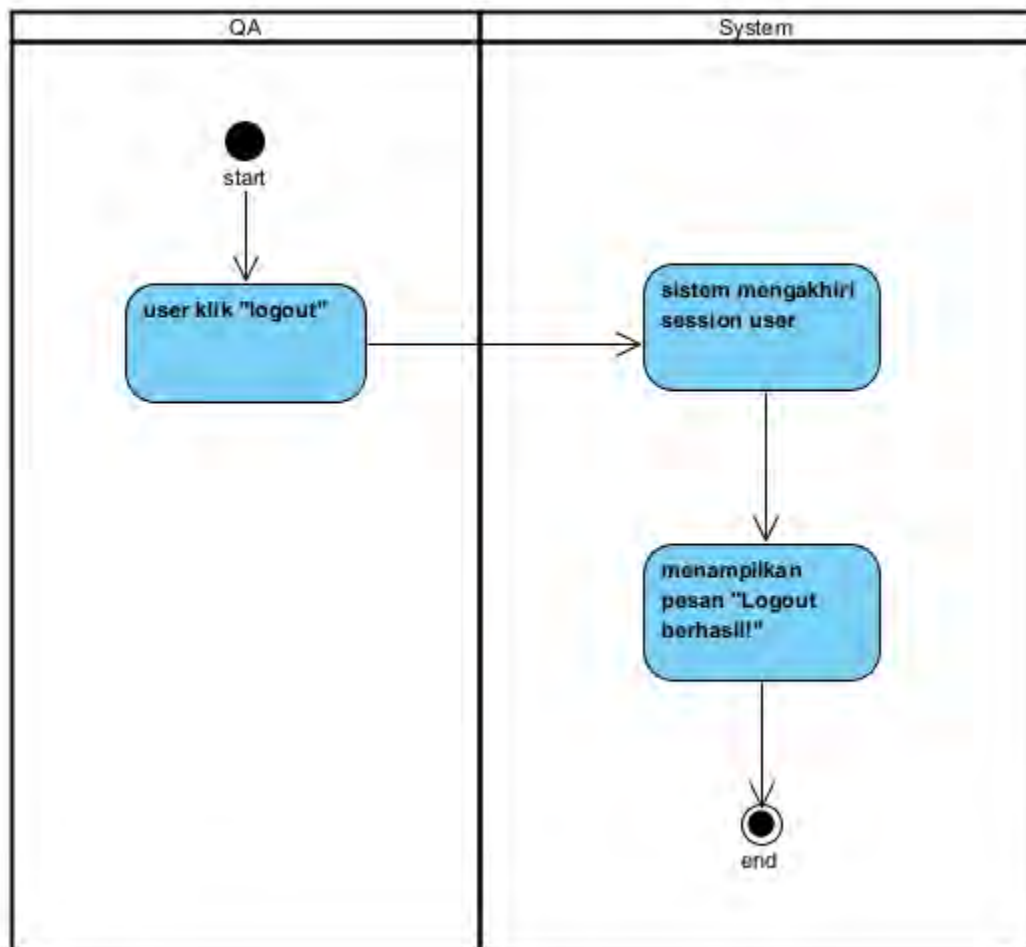 QA
System
start
user klik "logout"
sistem mengakhiri
session user
menampilkan
pesan "Logout
berhasil!"
end